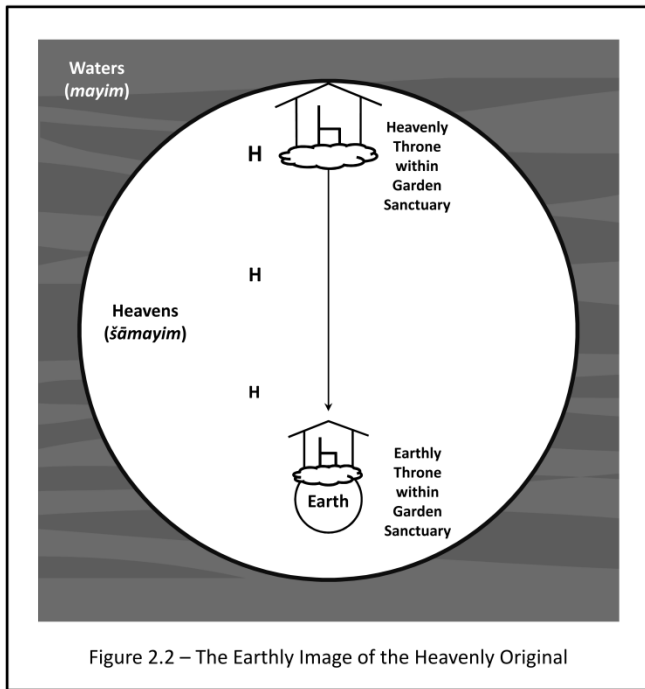 Waters
(mayim)
H
Heavenly
Throne
within
Garden
Sanctuary
H
Heavens
(šāmayim)
H
Earthly
Throne
within
Garden
Sanctuary
Earth
Figure 2.2 – The Earthly Image of the Heavenly Original